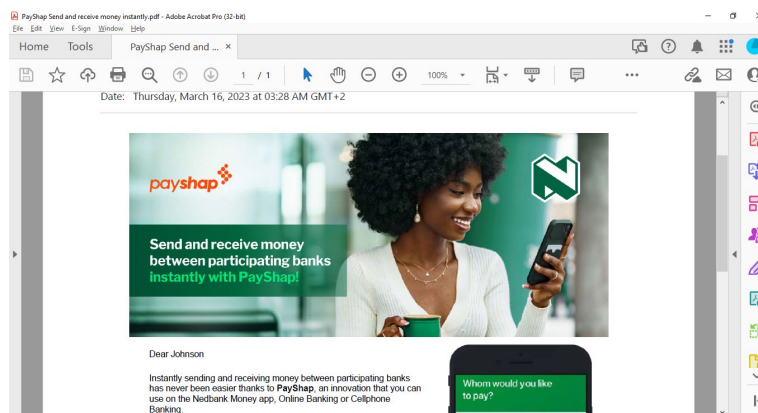 PayShap Send and receive money instantly.pdf - Adobe Acrobat Pro (32-bit)
File Edit View E-Sign Window Help
Home Tools PayShap Send and ... ×
1 / 1 100%
Date: Thursday, March 16, 2023 at 03:28 AM GMT+2
payshap
Send and receive money
between participating banks
instantly with PayShap!
Dear Johnson
Instantly sending and receiving money between participating banks
has never been easier thanks to PayShap, an innovation that you can
use on the Nedbank Money app, Online Banking or Cellphone
Banking.
Whom would you like
to pay?